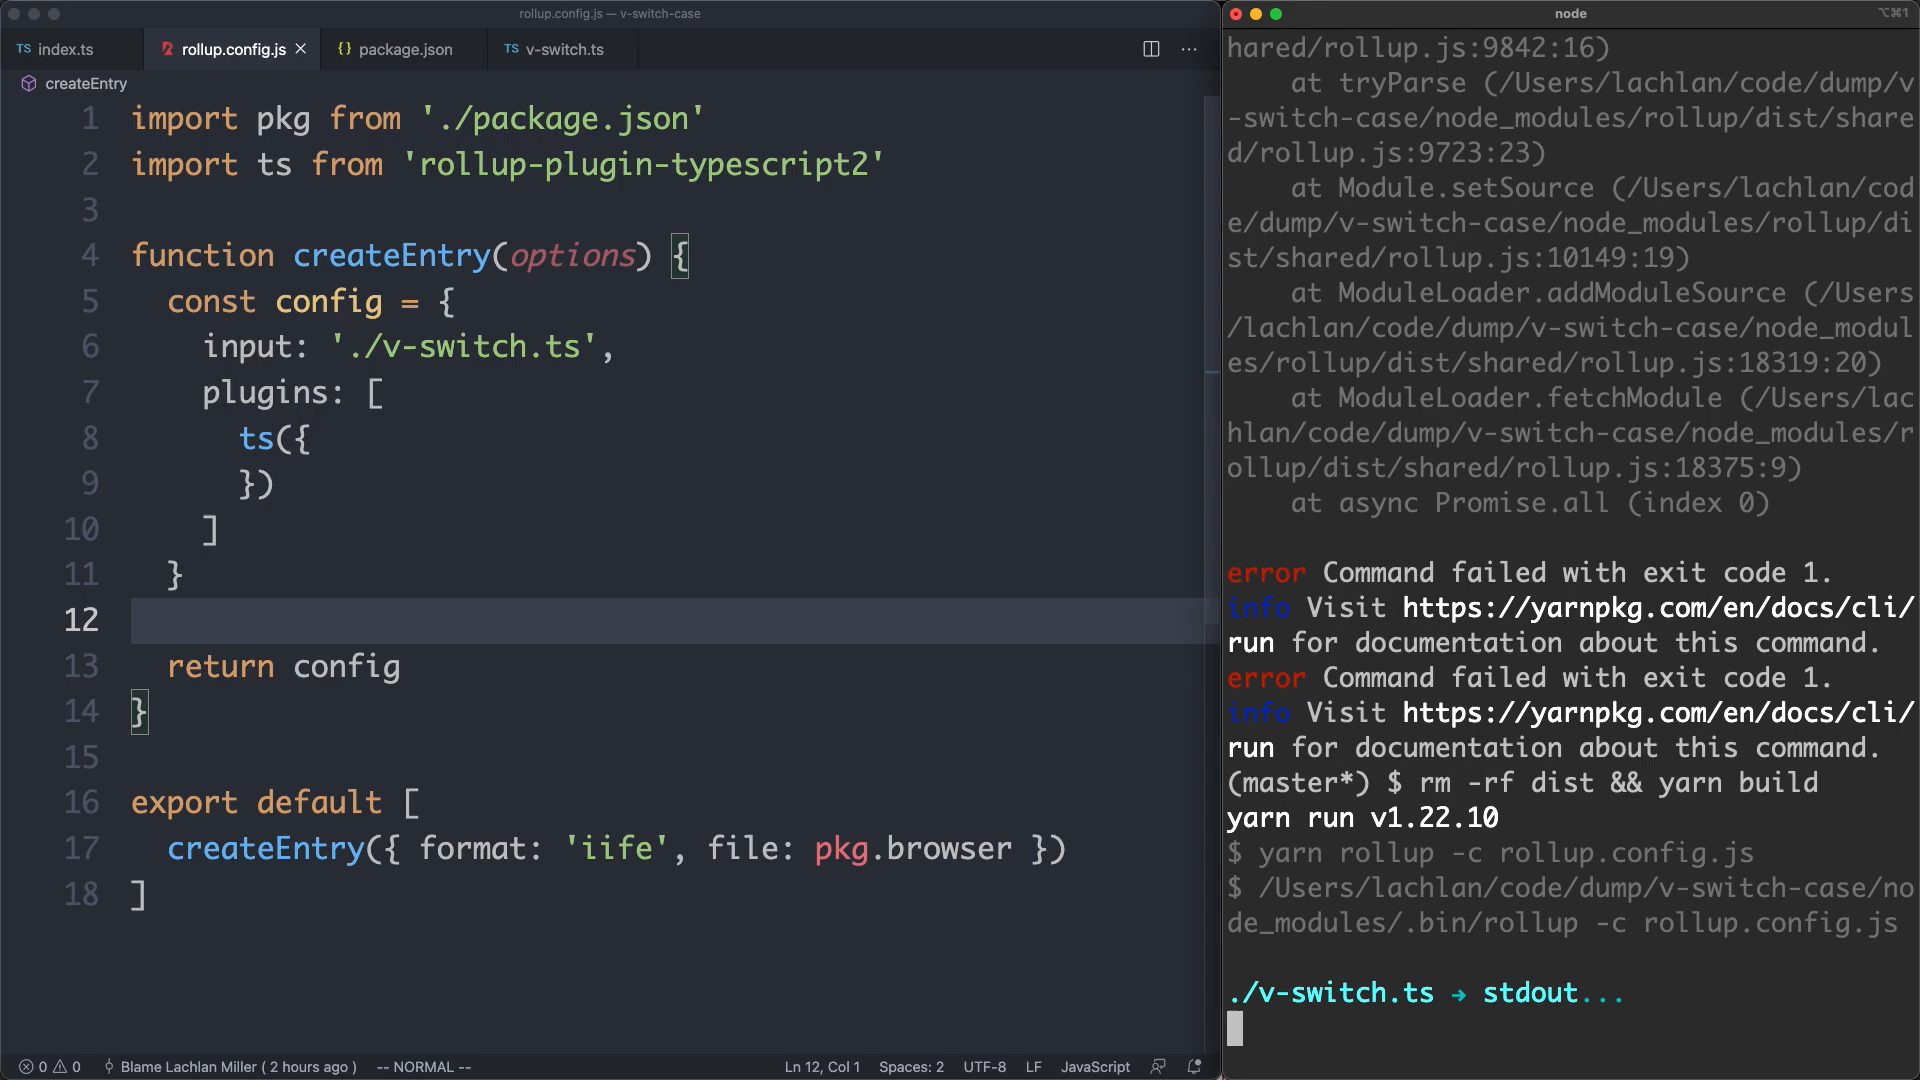 rollup.config.js — v-switch-case
TS index.ts
rollup.config.js
{} package.json
TS v-switch.ts
createEntry
1 import pkg from './package.json'
2 import ts from 'rollup-plugin-typescript2'
3
4 function createEntry(options) {
5 const config = {
6 input: './v-switch.ts',
7 plugins: [
8 ts({
9 })
10 ]
11 }
12
13 return config
14 }
15
16 export default [
17 createEntry({ format: 'iife', file: pkg.browser })
18 ]
0 0 Blame Lachlan Miller ( 2 hours ago ) -- NORMAL -- Ln 12, Col 1 Spaces: 2 UTF-8 LF JavaScript
node ⌥⌘1
hared/rollup.js:9842:16)
at tryParse (/Users/lachlan/code/dump/v
-switch-case/node_modules/rollup/dist/share
d/rollup.js:9723:23)
at Module.setSource (/Users/lachlan/cod
e/dump/v-switch-case/node_modules/rollup/di
st/shared/rollup.js:10149:19)
at ModuleLoader.addModuleSource (/Users
/lachlan/code/dump/v-switch-case/node_modul
es/rollup/dist/shared/rollup.js:18319:20)
at ModuleLoader.fetchModule (/Users/lac
hlan/code/dump/v-switch-case/node_modules/r
ollup/dist/shared/rollup.js:18375:9)
at async Promise.all (index 0)
error Command failed with exit code 1.
info Visit https://yarnpkg.com/en/docs/cli/
run for documentation about this command.
error Command failed with exit code 1.
info Visit https://yarnpkg.com/en/docs/cli/
run for documentation about this command.
(master*) $ rm -rf dist && yarn build
yarn run v1.22.10
$ yarn rollup -c rollup.config.js
$ /Users/lachlan/code/dump/v-switch-case/no
de_modules/.bin/rollup -c rollup.config.js
./v-switch.ts → stdout...